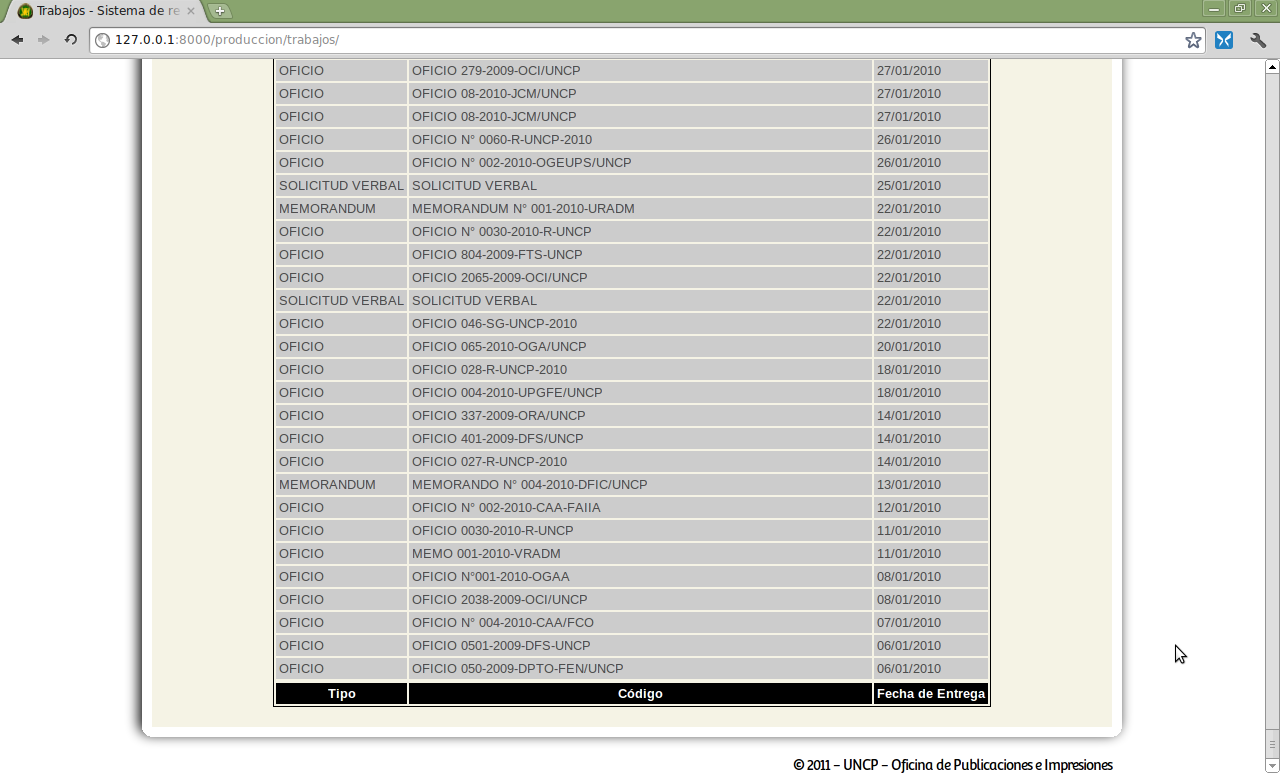 Trabajos - Sistema de re
127.0.0.1:8000/produccion/trabajos/
OFICIO OFICIO 279-2009-OCI/UNCP 27/01/2010
OFICIO OFICIO 08-2010-JCM/UNCP 27/01/2010
OFICIO OFICIO 08-2010-JCM/UNCP 27/01/2010
OFICIO OFICIO N° 0060-R-UNCP-2010 26/01/2010
OFICIO OFICIO N° 002-2010-OGEUPS/UNCP 26/01/2010
SOLICITUD VERBAL SOLICITUD VERBAL 25/01/2010
MEMORANDUM MEMORANDUM N° 001-2010-URADM 22/01/2010
OFICIO OFICIO N° 0030-2010-R-UNCP 22/01/2010
OFICIO OFICIO 804-2009-FTS-UNCP 22/01/2010
OFICIO OFICIO 2065-2009-OCI/UNCP 22/01/2010
SOLICITUD VERBAL SOLICITUD VERBAL 22/01/2010
OFICIO OFICIO 046-SG-UNCP-2010 22/01/2010
OFICIO OFICIO 065-2010-OGA/UNCP 20/01/2010
OFICIO OFICIO 028-R-UNCP-2010 18/01/2010
OFICIO OFICIO 004-2010-UPGFE/UNCP 18/01/2010
OFICIO OFICIO 337-2009-ORA/UNCP 14/01/2010
OFICIO OFICIO 401-2009-DFS/UNCP 14/01/2010
OFICIO OFICIO 027-R-UNCP-2010 14/01/2010
MEMORANDUM MEMORANDO N° 004-2010-DFIC/UNCP 13/01/2010
OFICIO OFICIO N° 002-2010-CAA-FAIIA 12/01/2010
OFICIO OFICIO 0030-2010-R-UNCP 11/01/2010
OFICIO MEMO 001-2010-VRADM 11/01/2010
OFICIO OFICIO N°001-2010-OGAA 08/01/2010
OFICIO OFICIO 2038-2009-OCI/UNCP 08/01/2010
OFICIO OFICIO N° 004-2010-CAA/FCO 07/01/2010
OFICIO OFICIO 0501-2009-DFS-UNCP 06/01/2010
OFICIO OFICIO 050-2009-DPTO-FEN/UNCP 06/01/2010
Tipo Código Fecha de Entrega
© 2011 – UNCP – Oficina de Publicaciones e Impresiones